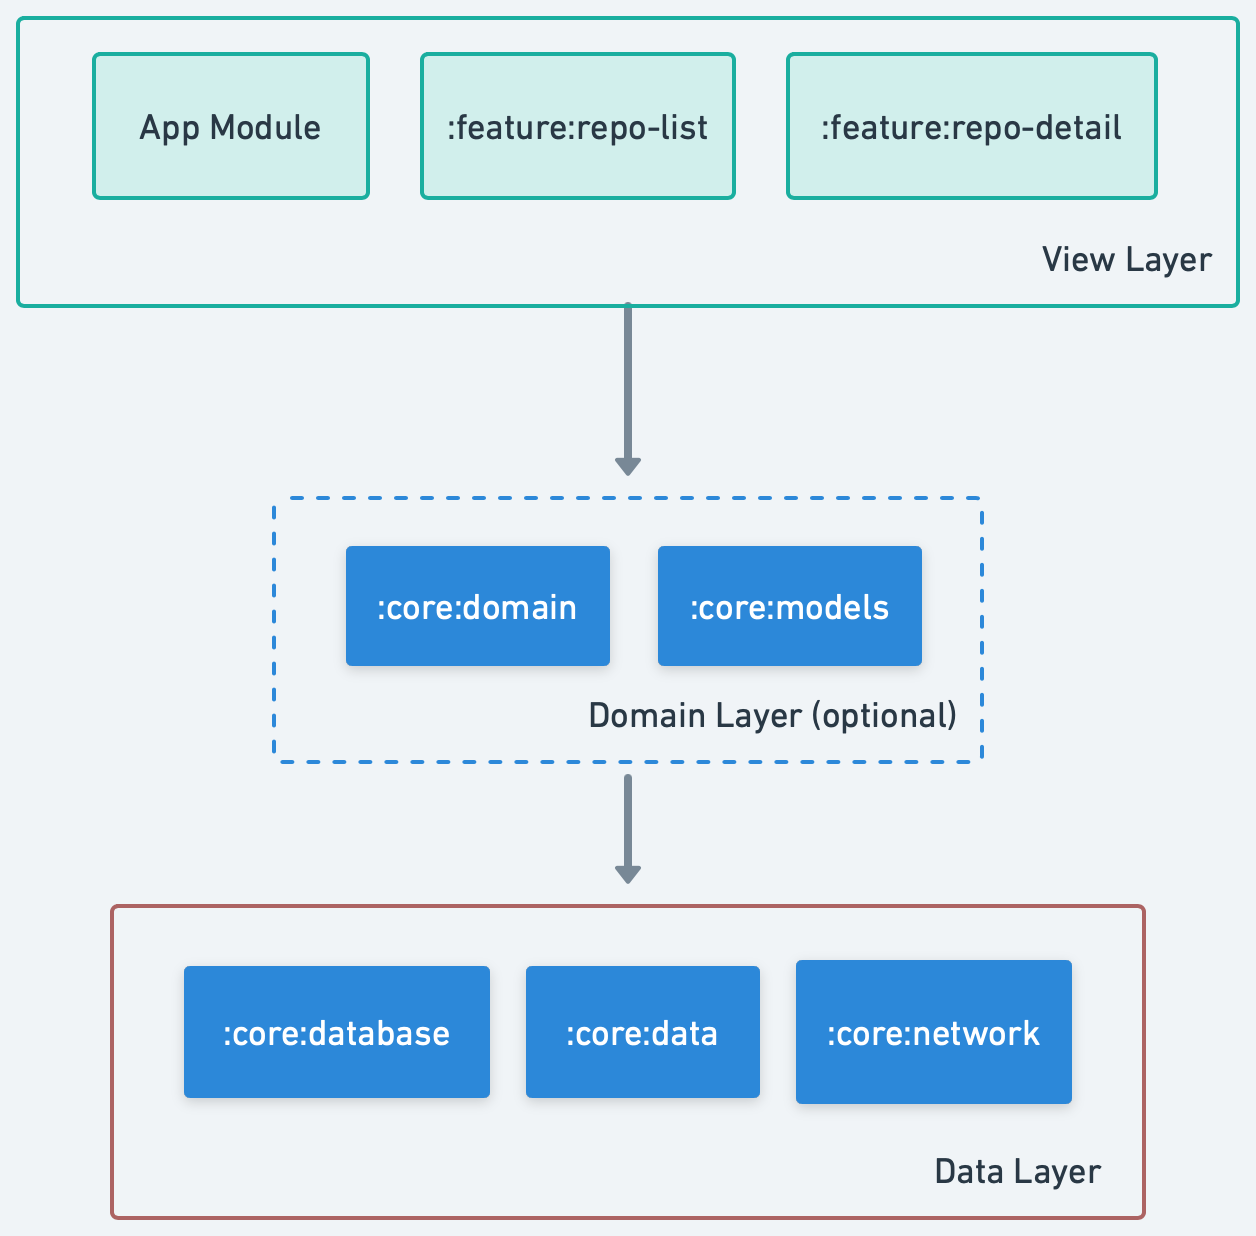 App Module
:feature:repo-list
:feature:repo-detail
View Layer
:core:domain
:core:models
Domain Layer (optional)
:core:database
:core:data
:core:network
Data Layer